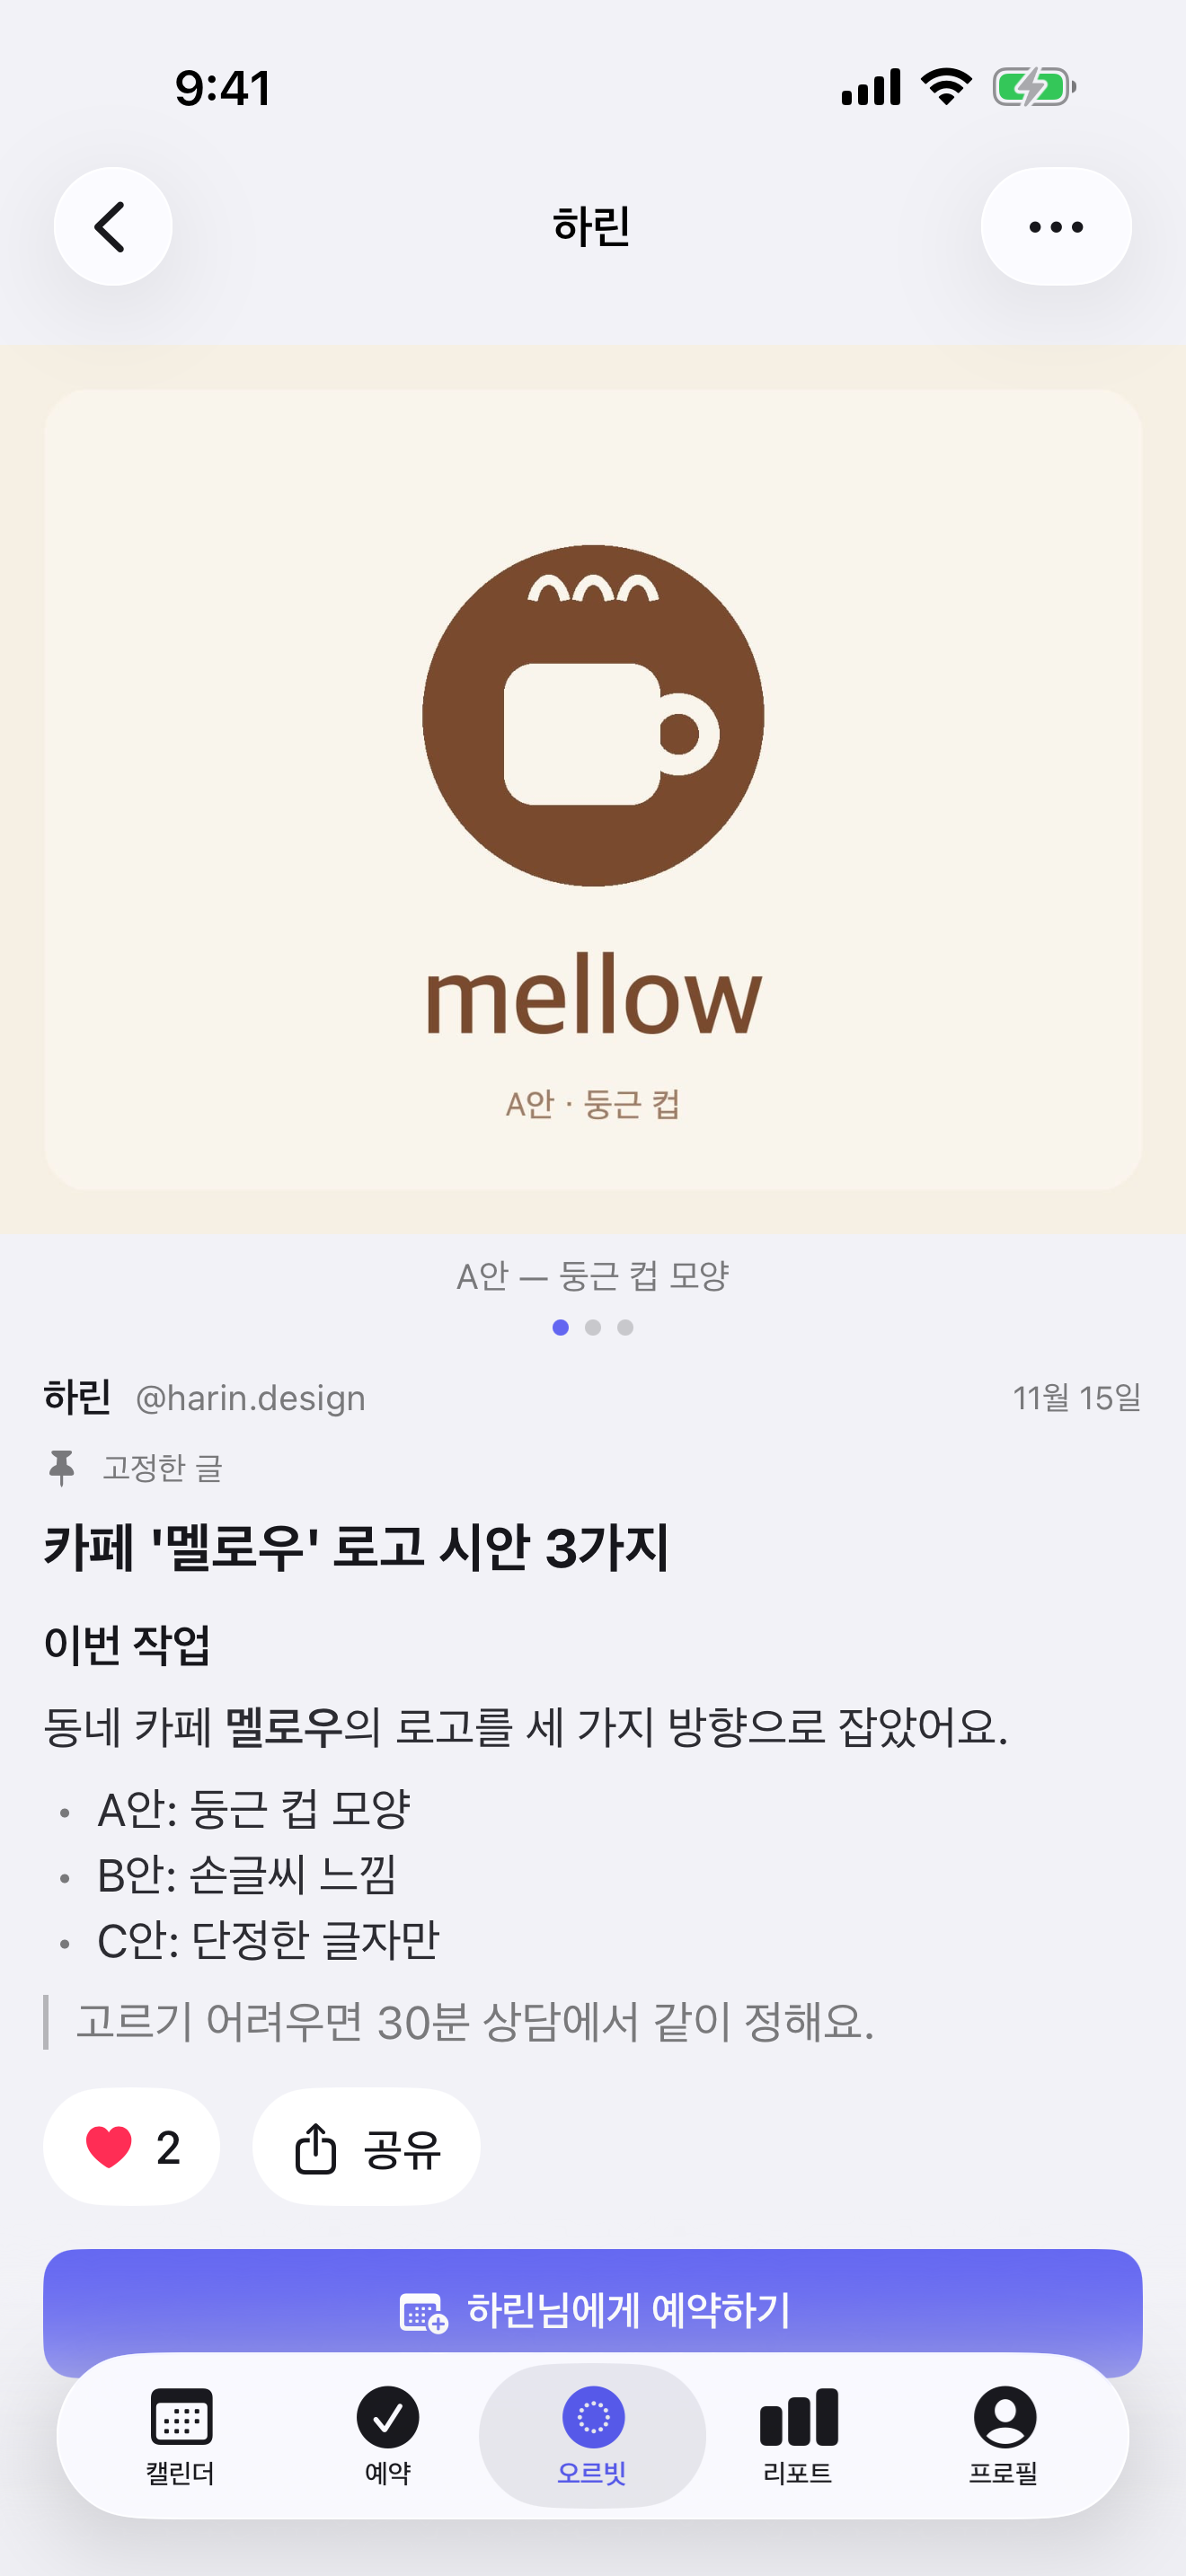 9:41
하린
mellow
A안 · 둥근 컵
A안 — 둥근 컵 모양
하린 @harin.design 11월 15일
고정한 글
카페 '멜로우' 로고 시안 3가지
이번 작업
동네 카페 멜로우의 로고를 세 가지 방향으로 잡았어요.
• A안: 둥근 컵 모양
• B안: 손글씨 느낌
• C안: 단정한 글자만
고르기 어려우면 30분 상담에서 같이 정해요.
2 공유
하린님에게 예약하기
캘린더 예약 오르빗 리포트 프로필